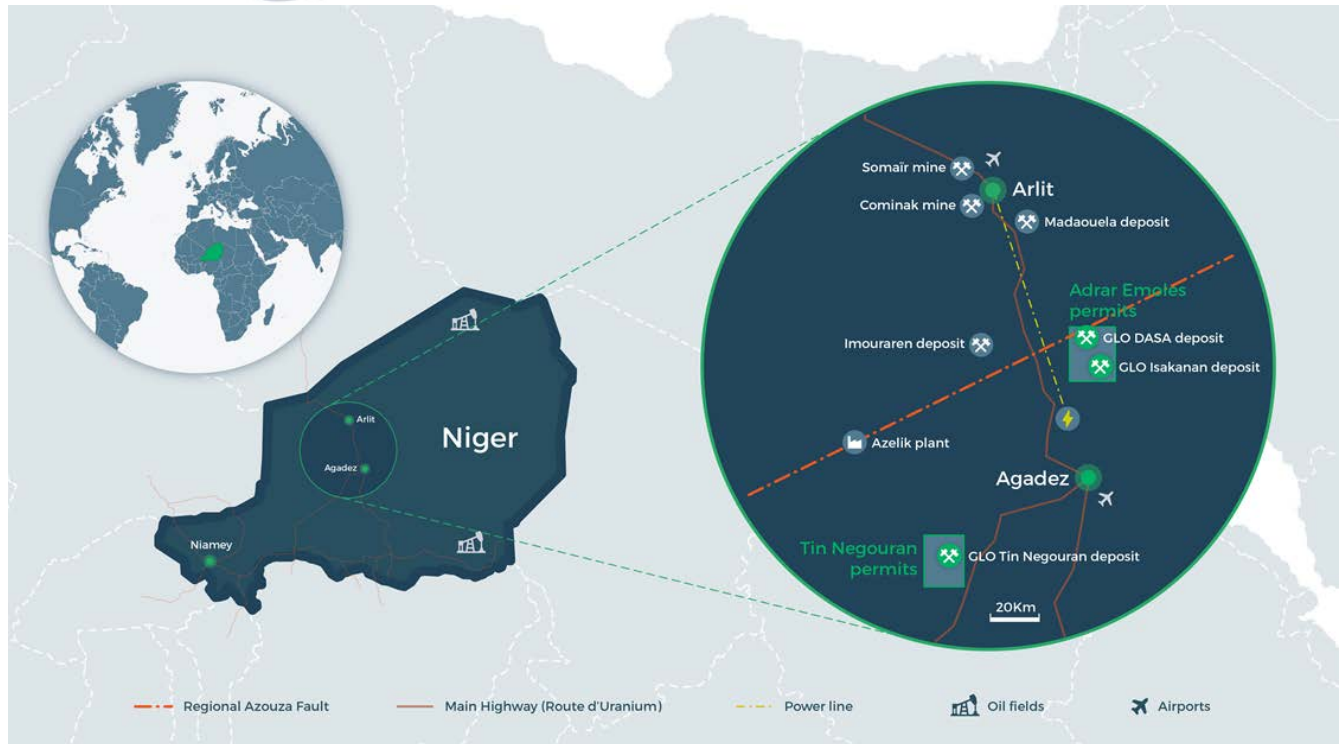 Somaïr mine
Arlit
Cominak mine
Madaouela deposit
Adrar Emoles
permits
GLO DASA deposit
Imouraren deposit
GLO Isakanan deposit
Niger
Arlit
Agadez
Azelik plant
Agadez
Niamey
Tin Negouran
permits
GLO Tin Negouran deposit
20Km
Regional Azouza Fault
Main Highway (Route d'Uranium)
Power line
Oil fields
Airports